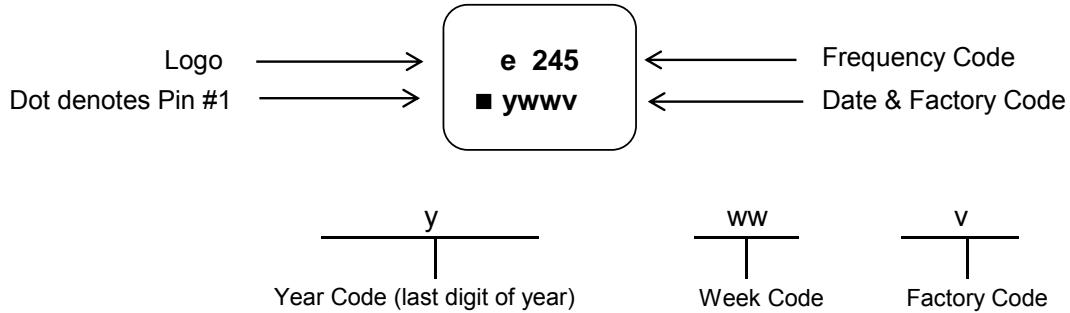 Logo e 245 Frequency Code
Dot denotes Pin #1 ■ ywwv Date & Factory Code
y ww v
Year Code (last digit of year) Week Code Factory Code